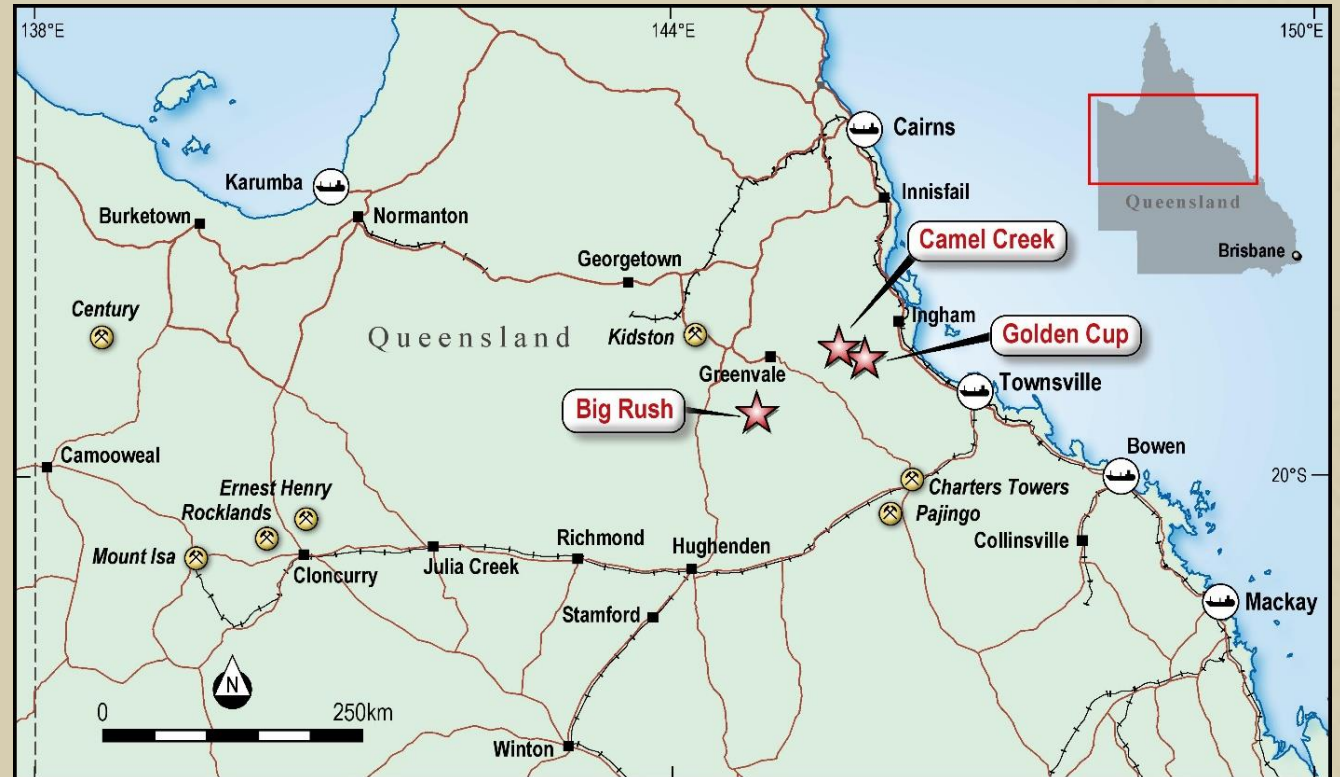 138°E
144°E
150°E
Cairns
Karumba
Innisfail
Burketown
Normanton
Queensland
Camel Creek
Brisbane
Georgetown
Century
Queensland
Kidston
Ingham
Golden Cup
Greenvale
Townsville
Big Rush
Bowen
Camooweal
20°S
Ernest Henry
Charters Towers
Rocklands
Pajingo
Richmond
Hughenden
Collinsville
Mount Isa
Cloncurry
Julia Creek
Stamford
Mackay
N
0
250km
Winton